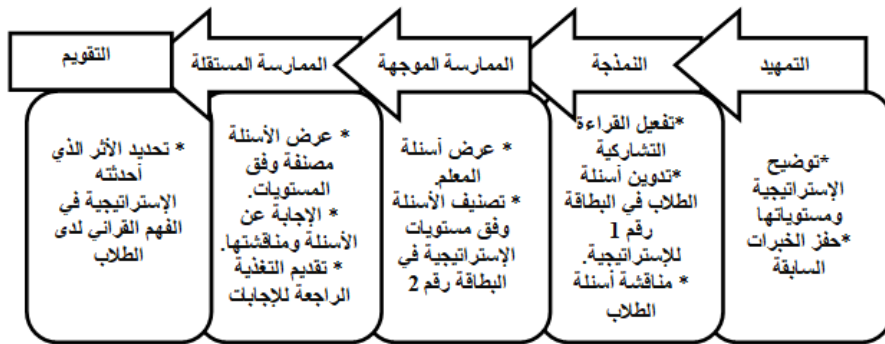 التمهيد
النمذجة
الممارسة الموجهة
الممارسة المستقلة
التقويم
*توضيح
الإستراتيجية
ومستوياتها
*حفز الخبرات
السابقة
*تفعيل القراءة
التشاركية
*تدوين أسئلة
الطلاب في البطاقة
رقم 1
للإستراتيجية.
* مناقشة أسئلة
الطلاب
* عرض أسئلة
المعلم.
* تصنيف الأسئلة
وفق مستويات
الإستراتيجية في
البطاقة رقم 2
* عرض الأسئلة
مصنفة وفق
المستويات.
* الإجابة عن
الأسئلة ومناقشتها.
* تقديم التغذية
الراجعة للإجابات
* تحديد الأثر الذي
أحدثته
الإستراتيجية في
الفهم القرائي لدى
الطلاب